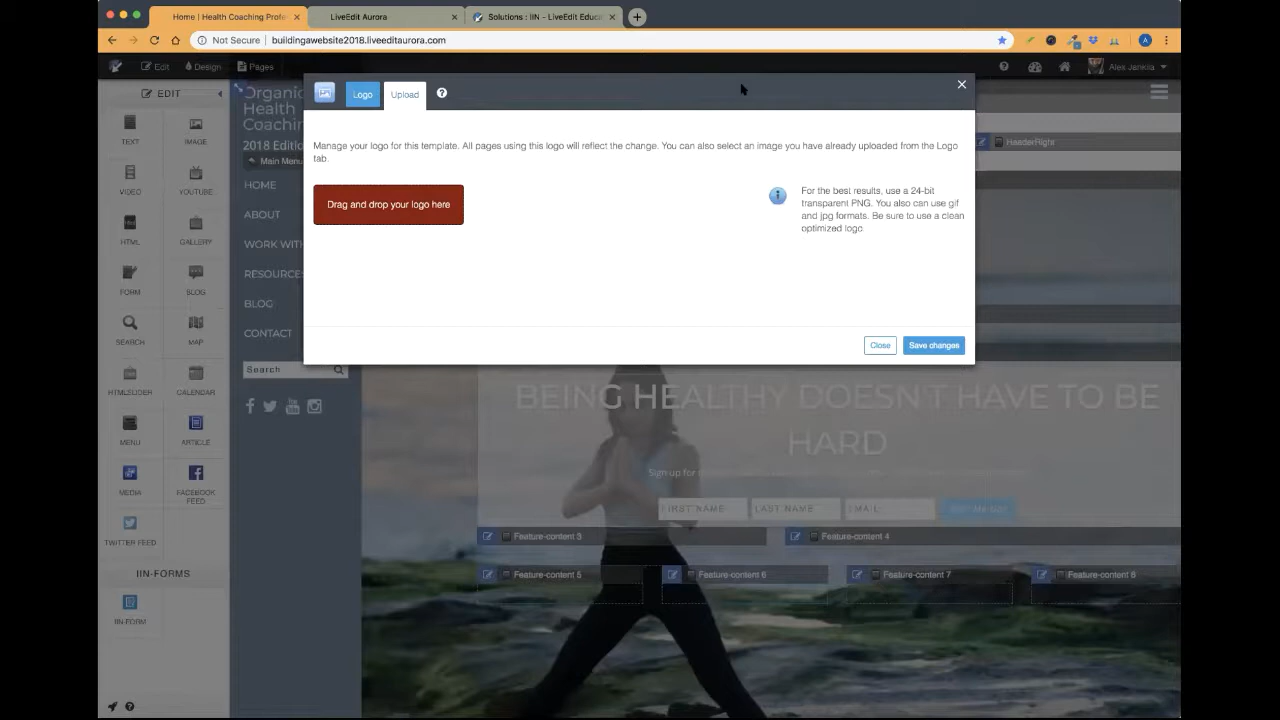 Home | Health Coaching Profe
LiveEdit Aurora
Solutions : IIN - LiveEdit Educa
Not Secure
buildingawebsite2018.liveeditaurora.com
Edit
Design
Pages
Alex Jankila
EDIT
TEXT
IMAGE
VIDEO
YOUTUBE
HTML
GALLERY
FORM
BLOG
SEARCH
MAP
HTMLSLIDER
CALENDAR
MENU
ARTICLE
MEDIA
FACEBOOK
FEED
TWITTER FEED
IIN-FORMS
IIN-FORM
Organic
Health
Coaching
2018 Editio
Main Menu
HOME
ABOUT
WORK WITH
RESOURCES
BLOG
CONTACT
Search
Logo
Upload
Manage your logo for this template. All pages using this logo will reflect the change. You can also select an image you have already uploaded from the Logo
tab.
Drag and drop your logo here
For the best results, use a 24-bit
transparent PNG. You also can use gif
and jpg formats. Be sure to use a clean
optimized logo.
Close
Save changes
HeaderRight
BEING HEALTHY DOESN'T HAVE TO BE
HARD
Sign up for
FIRST NAME
LAST NAME
EMAIL
Feature-content 3
Feature-content 4
Feature-content 5
Feature-content 6
Feature-content 7
Feature-content 8